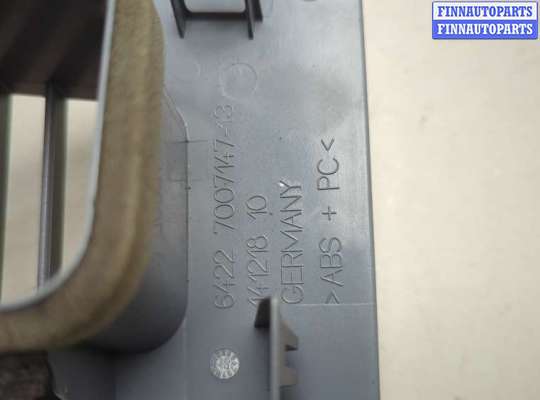 FINNAUTOPARTS
FINNAUTOPARTS
6422 7007147-13
141218 10
GERMANY
>ABS + PC<